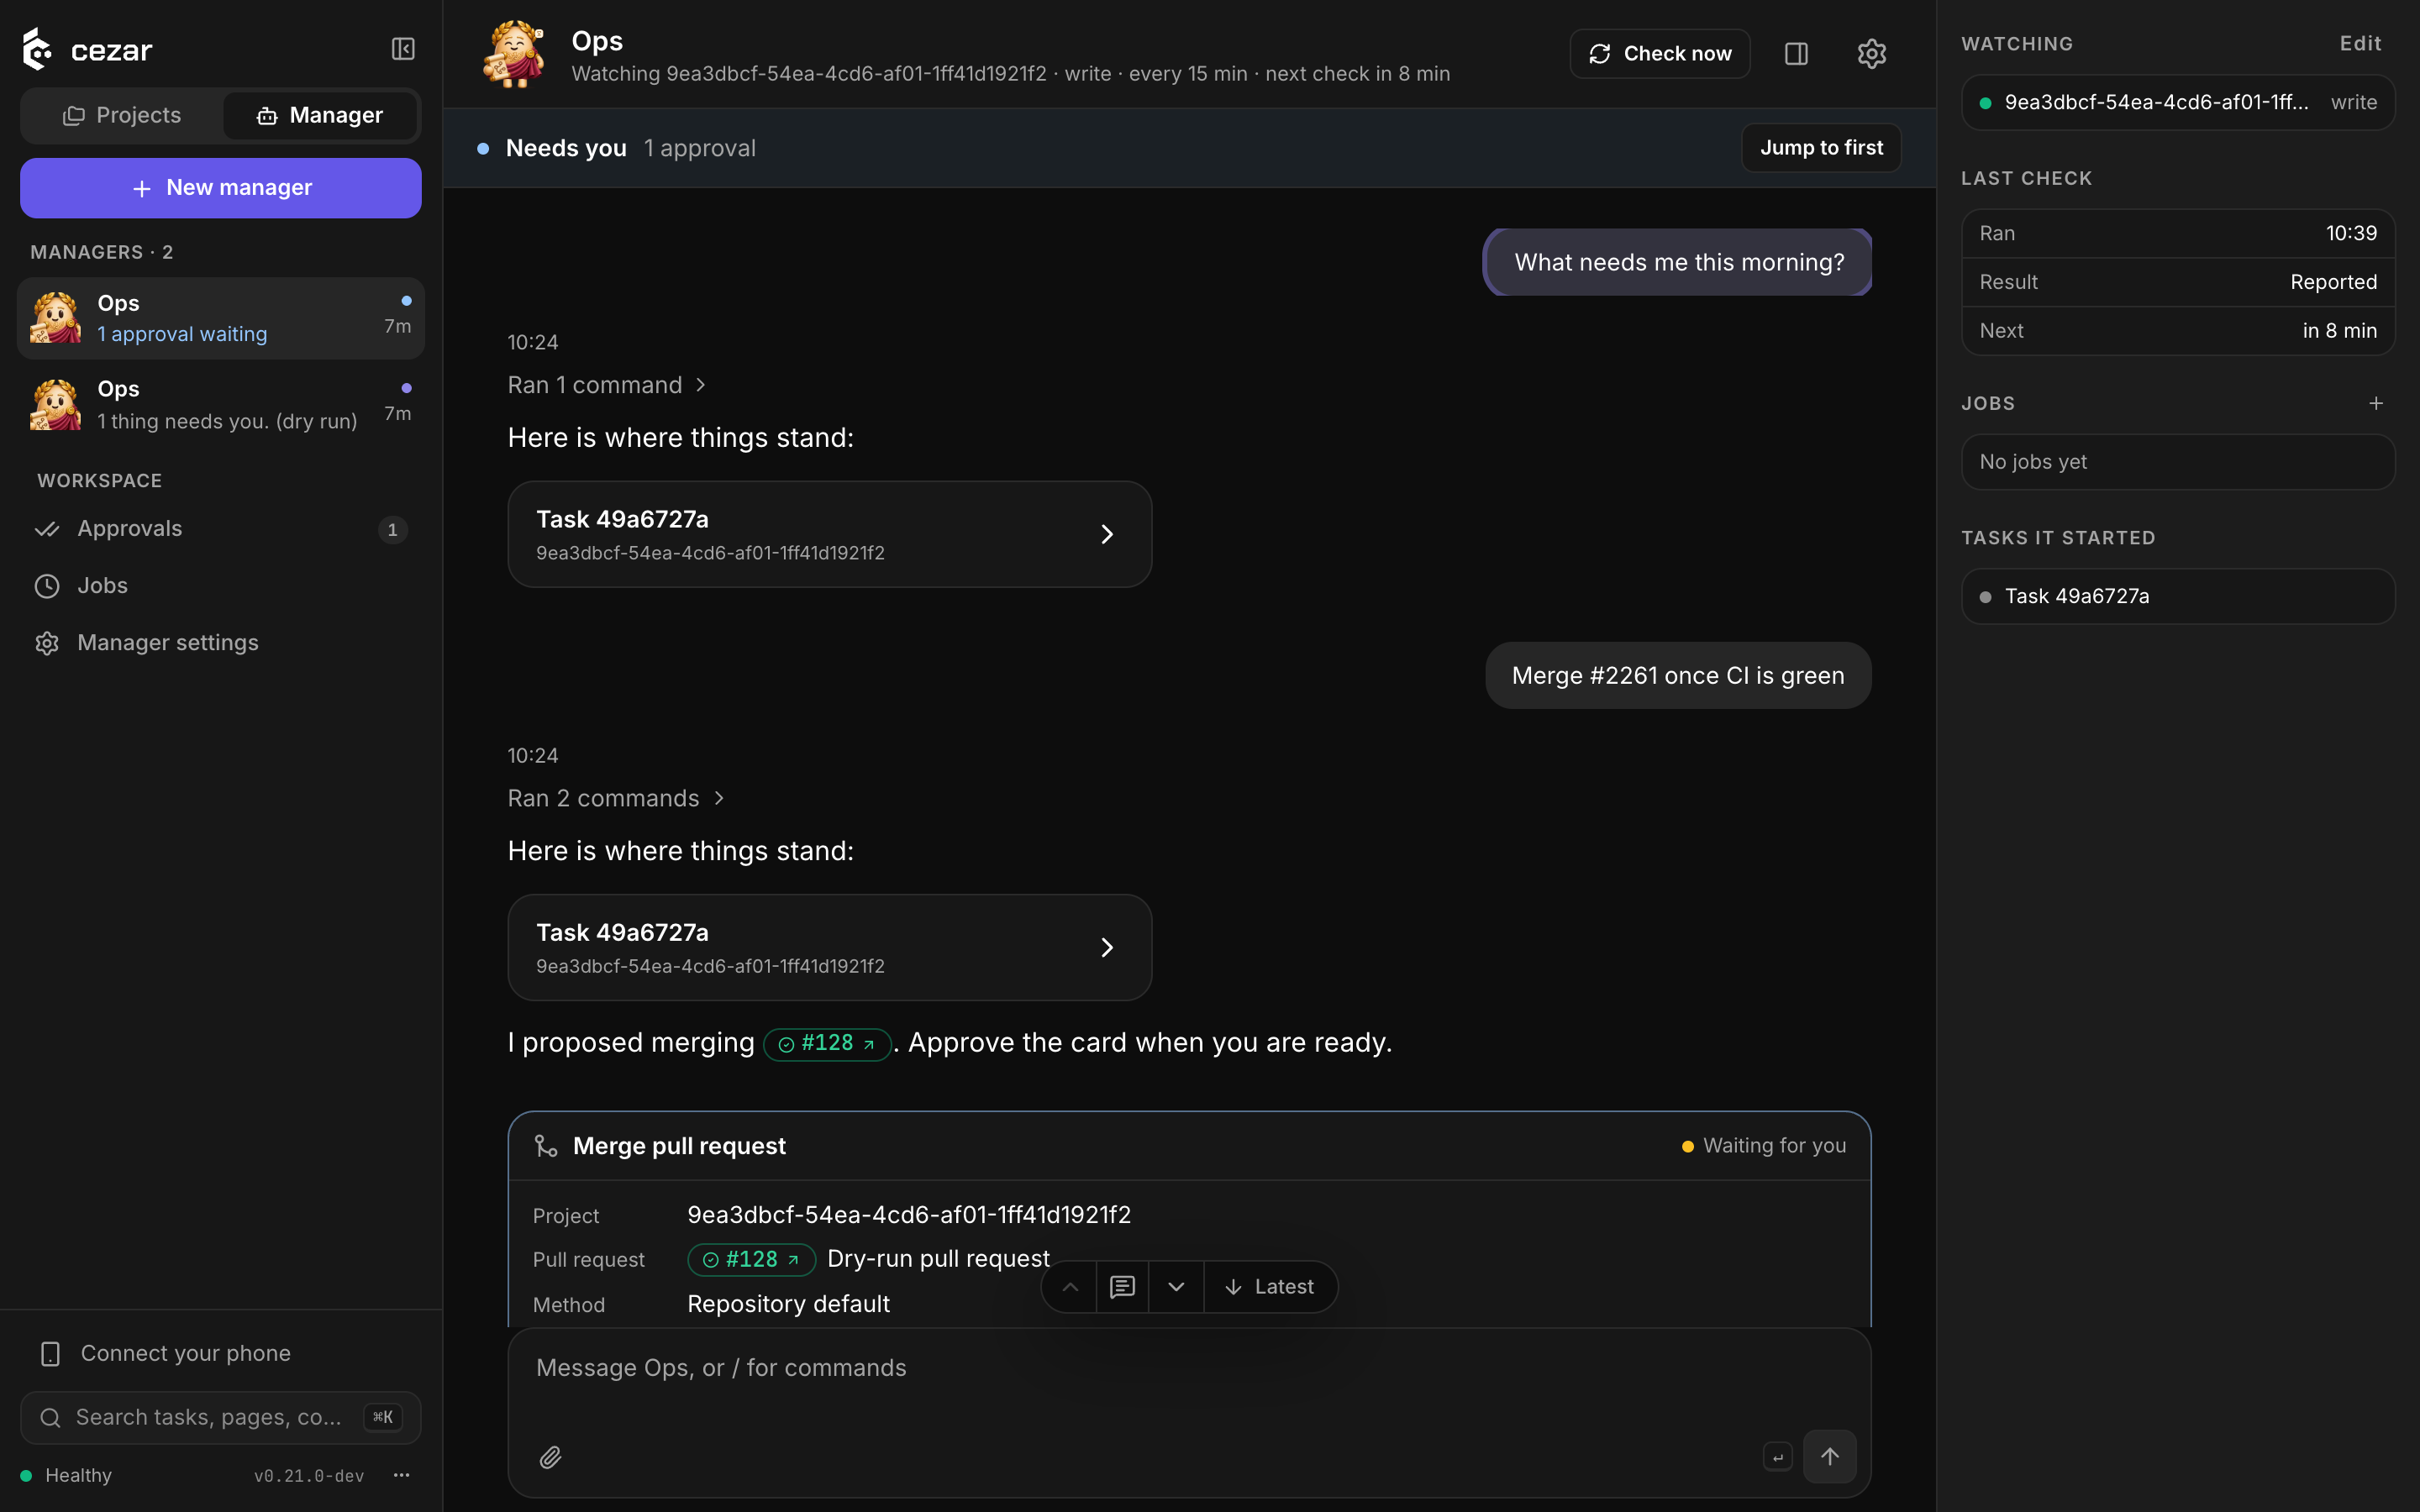 cezar
Projects
Manager
New manager
MANAGERS · 2
Ops
1 approval waiting
7m
Ops
1 thing needs you. (dry run)
7m
WORKSPACE
Approvals
1
Jobs
Manager settings
Connect your phone
Search tasks, pages, co...
⌘K
Healthy
v0.21.0-dev
Ops
Watching 9ea3dbcf-54ea-4cd6-af01-1ff41d1921f2 · write · every 15 min · next check in 8 min
Check now
Needs you 1 approval
Jump to first
What needs me this morning?
10:24
Ran 1 command
Here is where things stand:
Task 49a6727a
9ea3dbcf-54ea-4cd6-af01-1ff41d1921f2
Merge #2261 once CI is green
10:24
Ran 2 commands
Here is where things stand:
Task 49a6727a
9ea3dbcf-54ea-4cd6-af01-1ff41d1921f2
I proposed merging #128. Approve the card when you are ready.
Merge pull request
Waiting for you
Project 9ea3dbcf-54ea-4cd6-af01-1ff41d1921f2
Pull request #128 Dry-run pull request
Method Repository default
Latest
Message Ops, or / for commands
WATCHING
Edit
9ea3dbcf-54ea-4cd6-af01-1ff... write
LAST CHECK
Ran 10:39
Result Reported
Next in 8 min
JOBS
No jobs yet
TASKS IT STARTED
Task 49a6727a